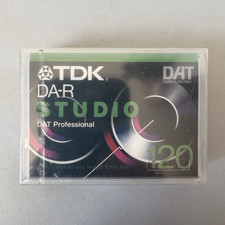 TDK
DAT
DA-R
STUDIO
DAT Professional
120